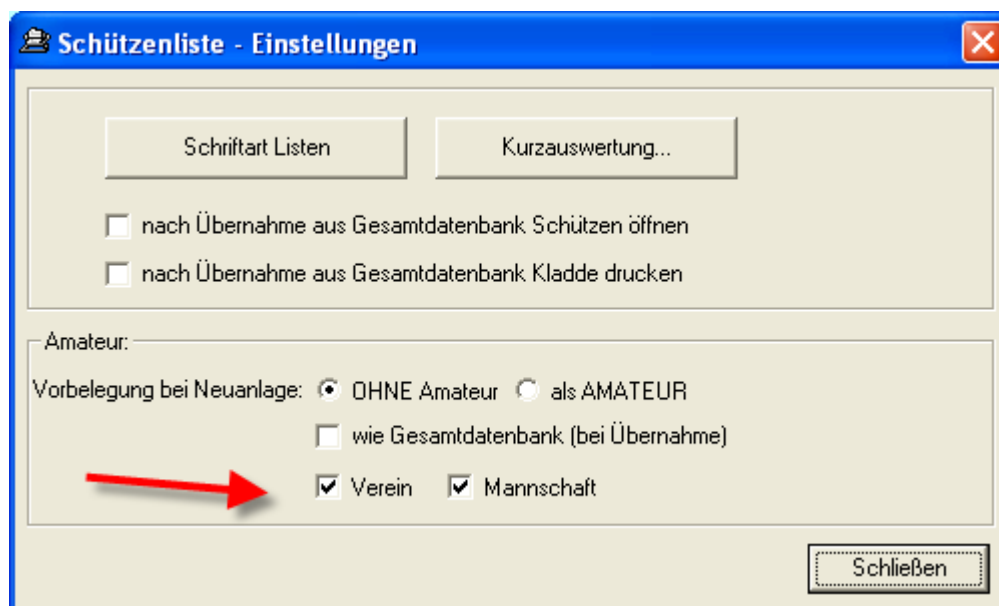 Schützenliste - Einstellungen
Schriftart Listen Kurzauswertung...
nach Übernahme aus Gesamtdatenbank Schützen öffnen
nach Übernahme aus Gesamtdatenbank Kladde drucken
Amateur:
Vorbelegung bei Neuanlage: OHNE Amateur als AMATEUR
wie Gesamtdatenbank (bei Übernahme)
Verein Mannschaft
Schließen